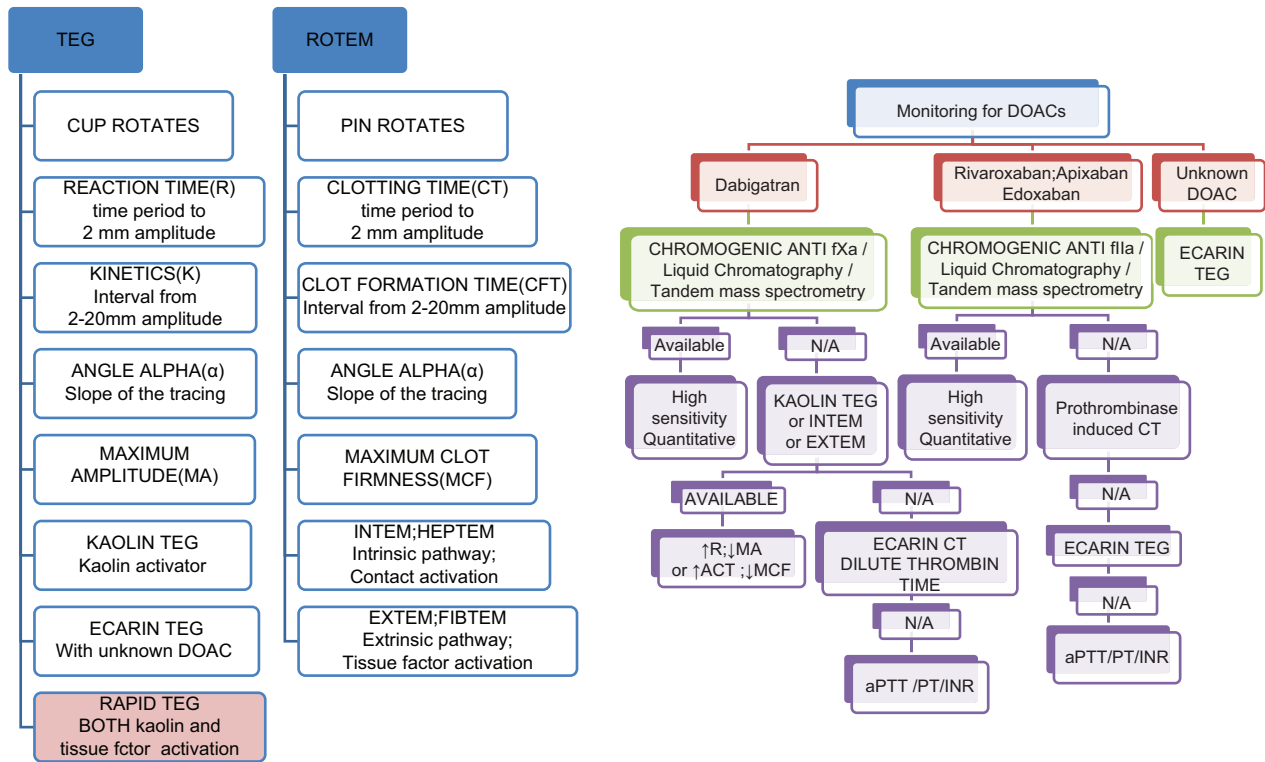 TEG
CUP ROTATES
REACTION TIME(R)
time period to
2 mm amplitude
KINETICS(K)
Interval from
2-20mm amplitude
ANGLE ALPHA(α)
Slope of the tracing
MAXIMUM
AMPLITUDE(MA)
KAOLIN TEG
Kaolin activator
ECARIN TEG
With unknown DOAC
RAPID TEG
BOTH kaolin and
tissue fctor activation
ROTEM
PIN ROTATES
CLOTTING TIME(CT)
time period to
2 mm amplitude
CLOT FORMATION TIME(CFT)
Interval from 2-20mm amplitude
ANGLE ALPHA(α)
Slope of the tracing
MAXIMUM CLOT
FIRMNESS(MCF)
INTEM;HEPTEM
Intrinsic pathway;
Contact activation
EXTEM;FIBTEM
Extrinsic pathway;
Tissue factor activation
Monitoring for DOACs
Dabigatran
CHROMOGENIC ANTI fXa /
Liquid Chromatography /
Tandem mass spectrometry
Available
High
sensitivity
Quantitative
N/A
KAOLIN TEG
or INTEM
or EXTEM
AVAILABLE
↑R;↓MA
or ↑ACT ;↓MCF
N/A
ECARIN CT
DILUTE THROMBIN
TIME
N/A
aPTT /PT/INR
Rivaroxaban;Apixaban
Edoxaban
CHROMOGENIC ANTI fIIa /
Liquid Chromatography /
Tandem mass spectrometry
Available
High
sensitivity
Quantitative
N/A
Prothrombinase
induced CT
N/A
ECARIN TEG
N/A
aPTT/PT/INR
Unknown
DOAC
ECARIN
TEG